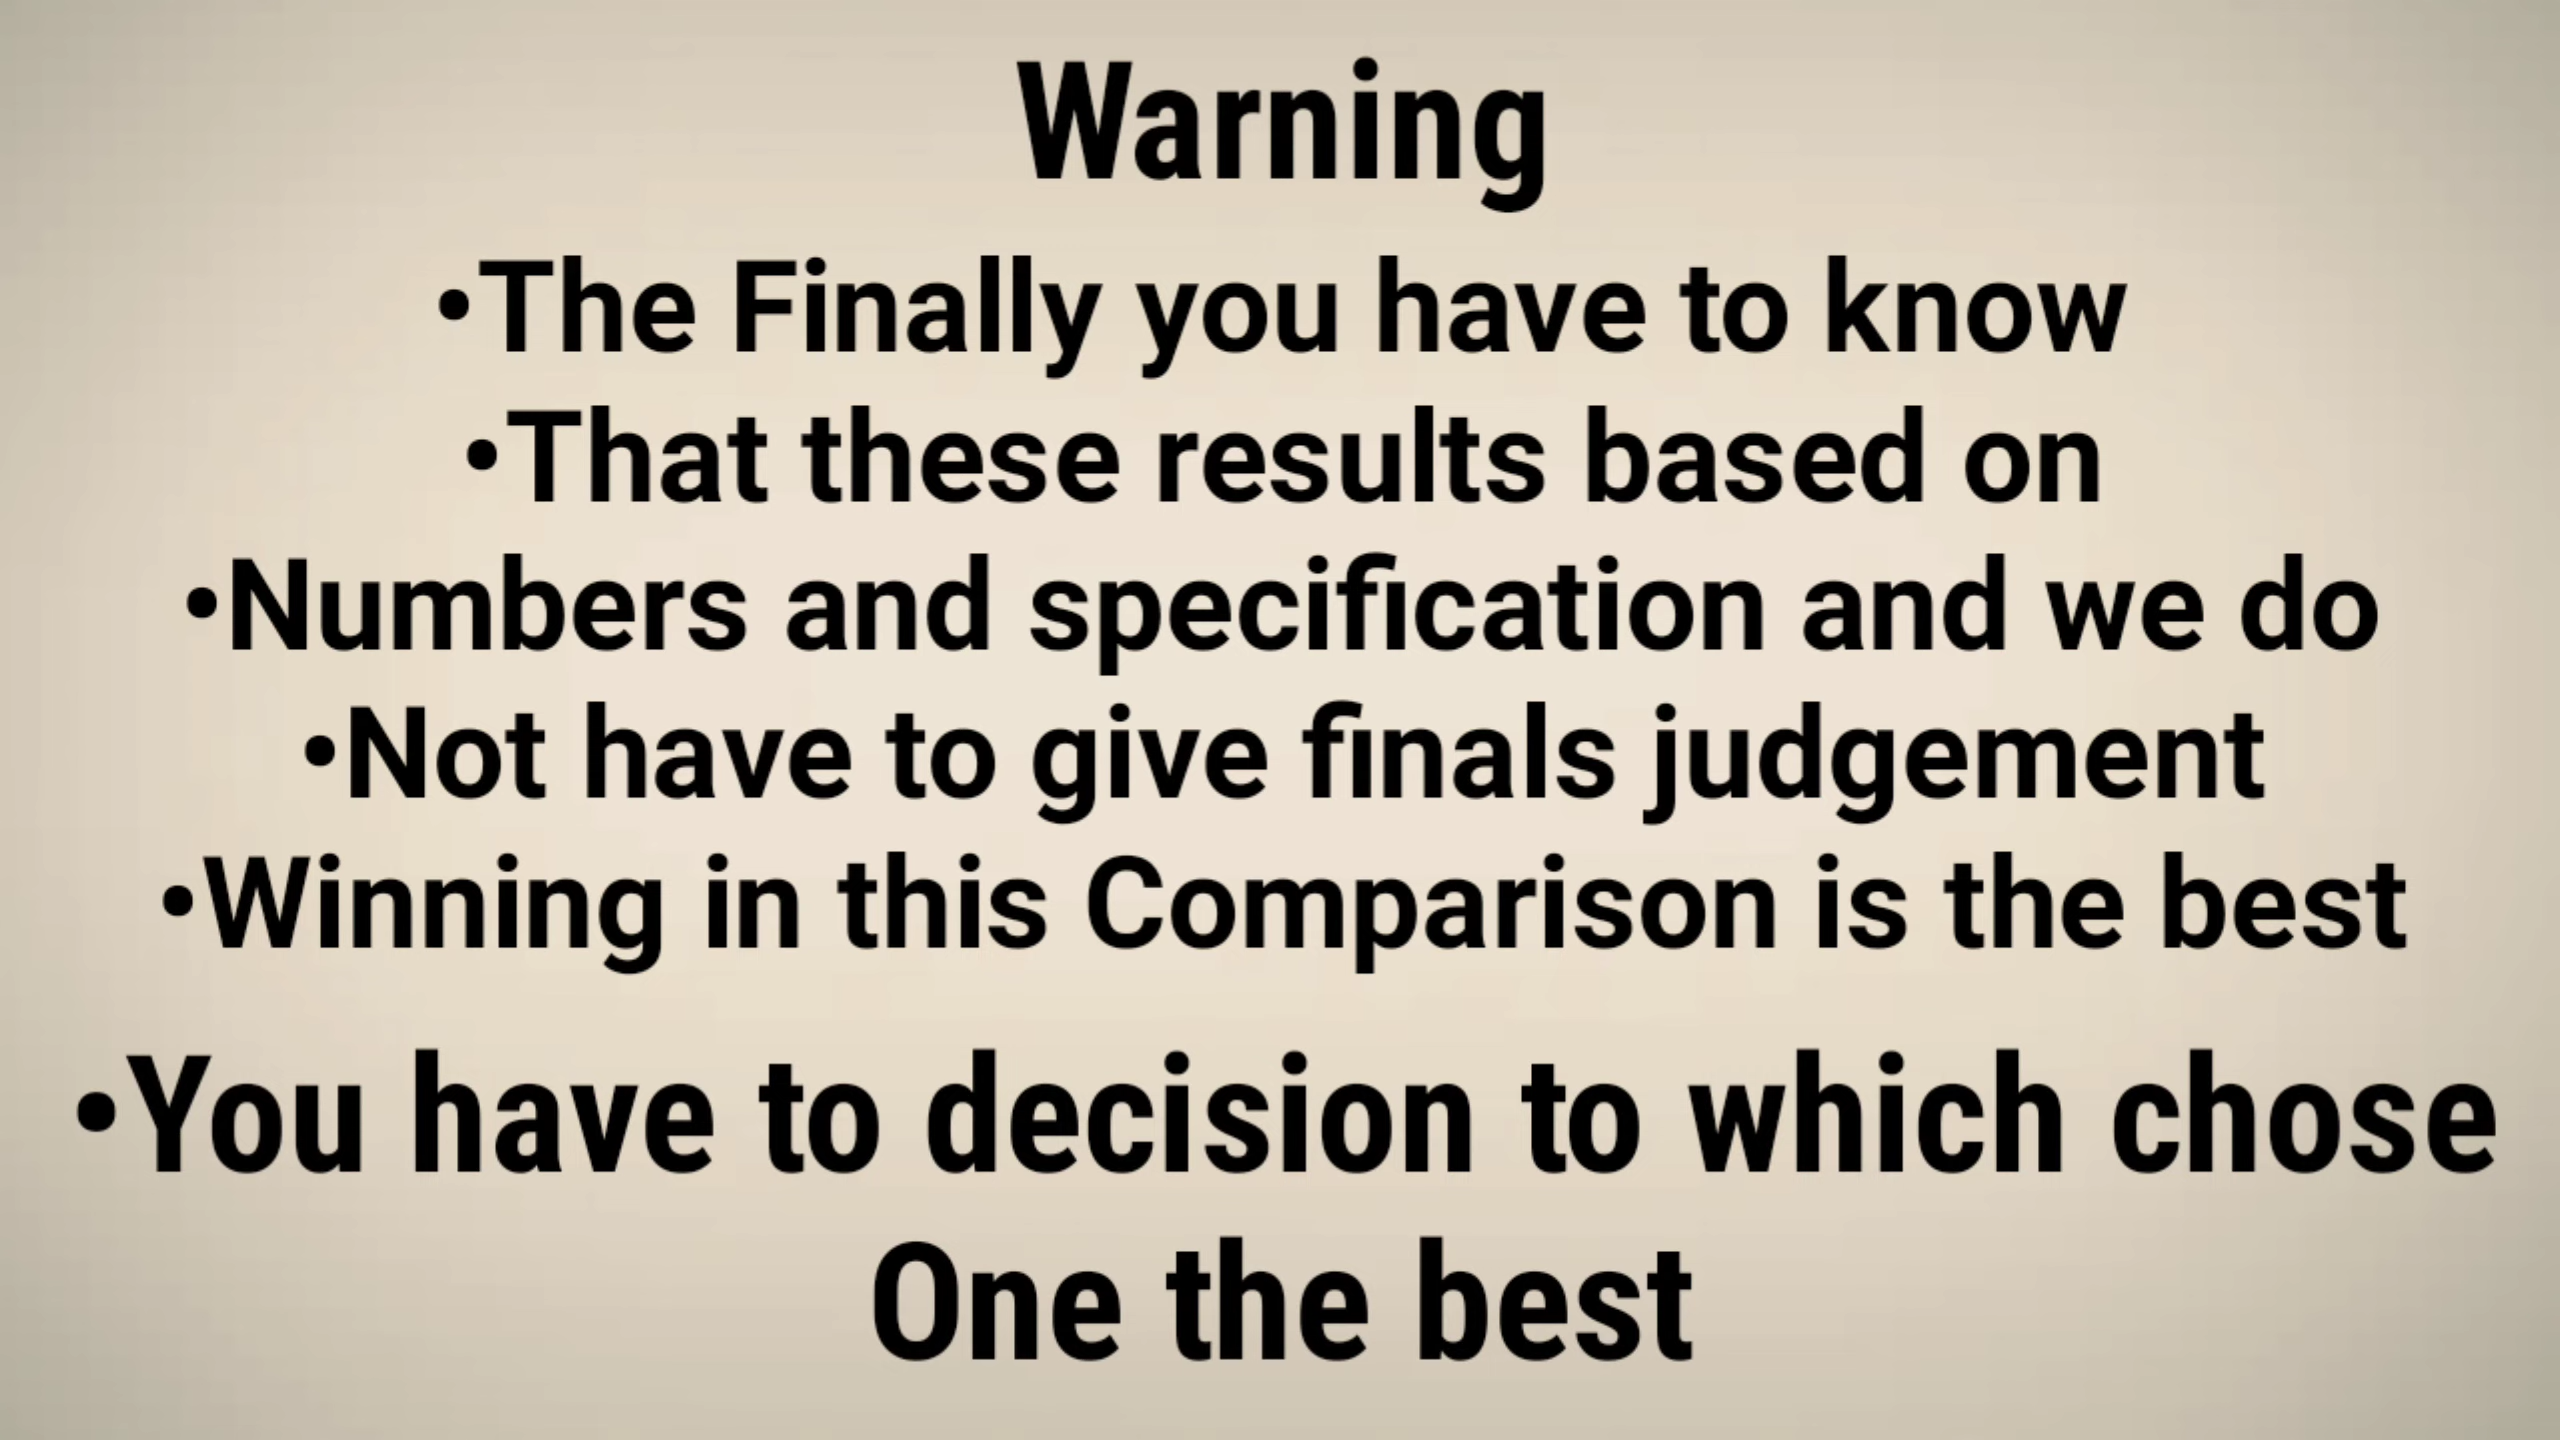 Warning
•The Finally you have to know
•That these results based on
•Numbers and specification and we do
•Not have to give finals judgement
•Winning in this Comparison is the best
•You have to decision to which chose
One the best